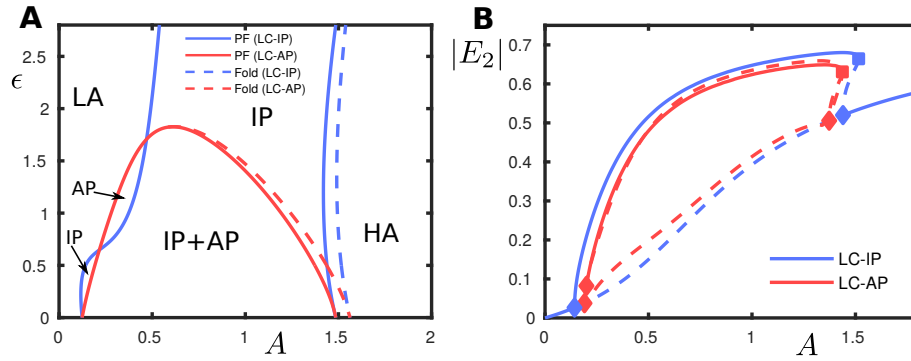 A
B
PF (LC-IP)
PF (LC-AP)
Fold (LC-IP)
Fold (LC-AP)
2.5
2
1.5
1
0.5
0
ϵ
LA
IP
AP
IP
IP+AP
HA
0
0.5
1
1.5
2
A
|E₂|
0.7
0.6
0.5
0.4
0.3
0.2
0.1
0
LC-IP
LC-AP
0
0.5
1
1.5
A